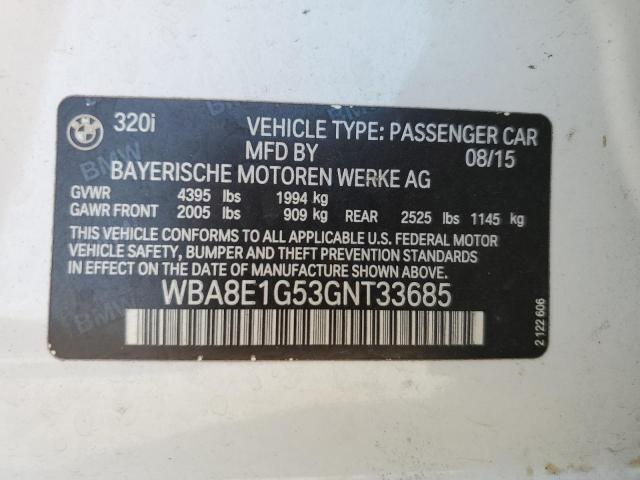 320i VEHICLE TYPE: PASSENGER CAR
MFD BY 08/15
BAYERISCHE MOTOREN WERKE AG
GVWR 4395 lbs 1994 kg
GAWR FRONT 2005 lbs 909 kg REAR 2525 lbs 1145 kg
THIS VEHICLE CONFORMS TO ALL APPLICABLE U.S. FEDERAL MOTOR
VEHICLE SAFETY, BUMPER AND THEFT PREVENTION STANDARDS
IN EFFECT ON THE DATE OF MANUFACTURE SHOWN ABOVE.
WBA8E1G53GNT33685
2 122 606
BMW
BMW
BMW